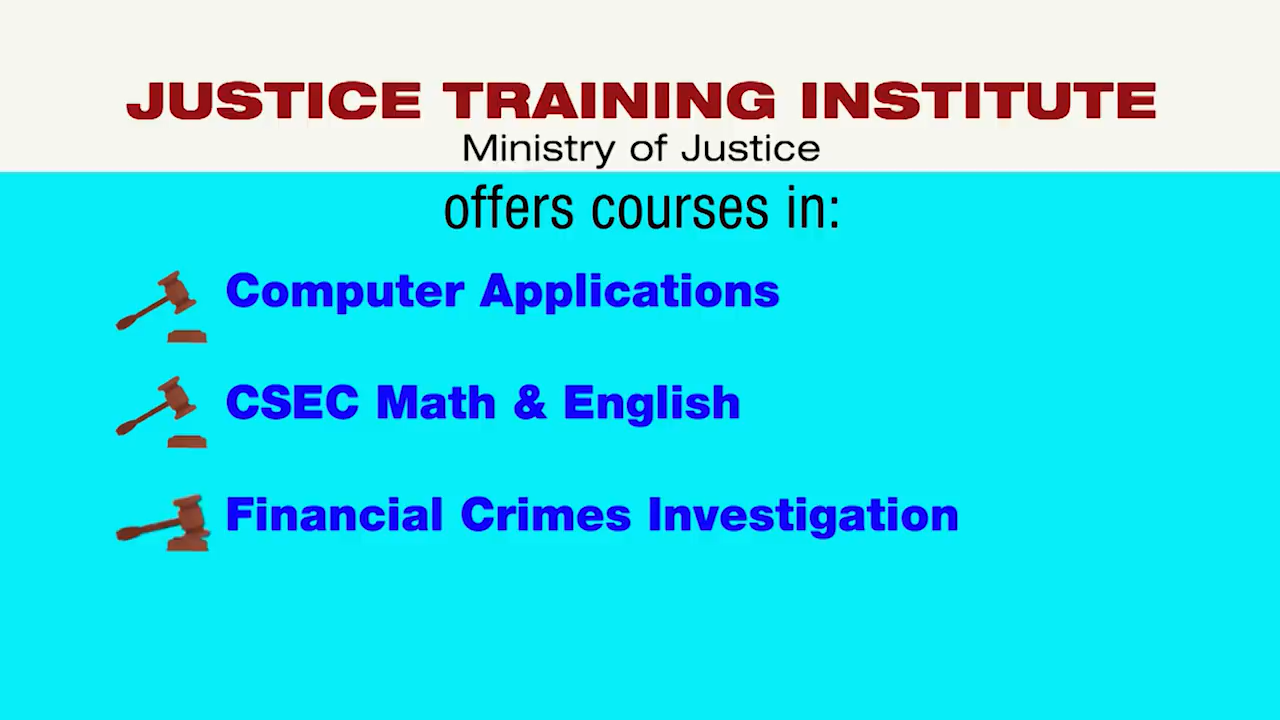 JUSTICE TRAINING INSTITUTE
Ministry of Justice
offers courses in:
Computer Applications
CSEC Math & English
Financial Crimes Investigation